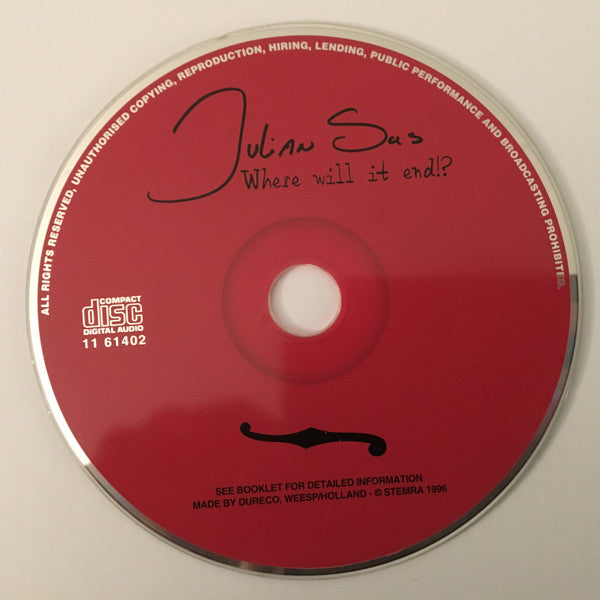 ALL RIGHTS RESERVED, UNAUTHORISED COPYING, REPRODUCTION, HIRING, LENDING, PUBLIC PERFORMANCE AND BROADCASTING PROHIBITED.
Julian Sas
Where will it end!?
COMPACT
disc
DIGITAL AUDIO
11 61402
SEE BOOKLET FOR DETAILED INFORMATION
MADE BY DURECO, WEESP/HOLLAND - © STEMRA 1996